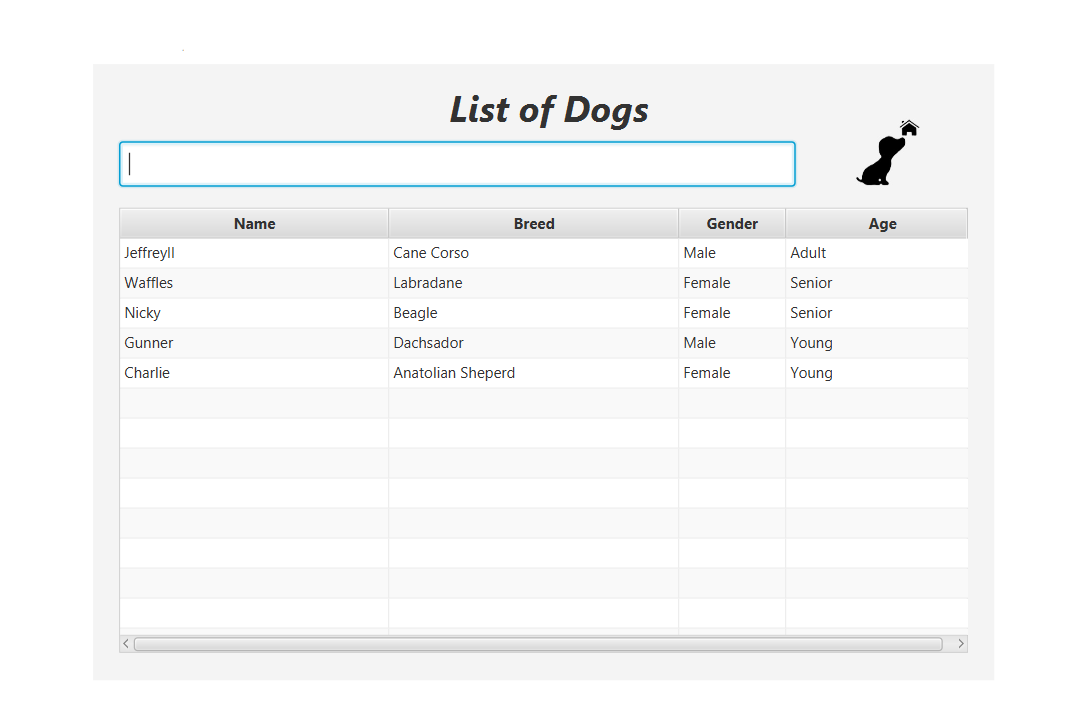 List of Dogs
Name Breed Gender Age
Jeffreyll Cane Corso Male Adult
Waffles Labradane Female Senior
Nicky Beagle Female Senior
Gunner Dachsador Male Young
Charlie Anatolian Sheperd Female Young